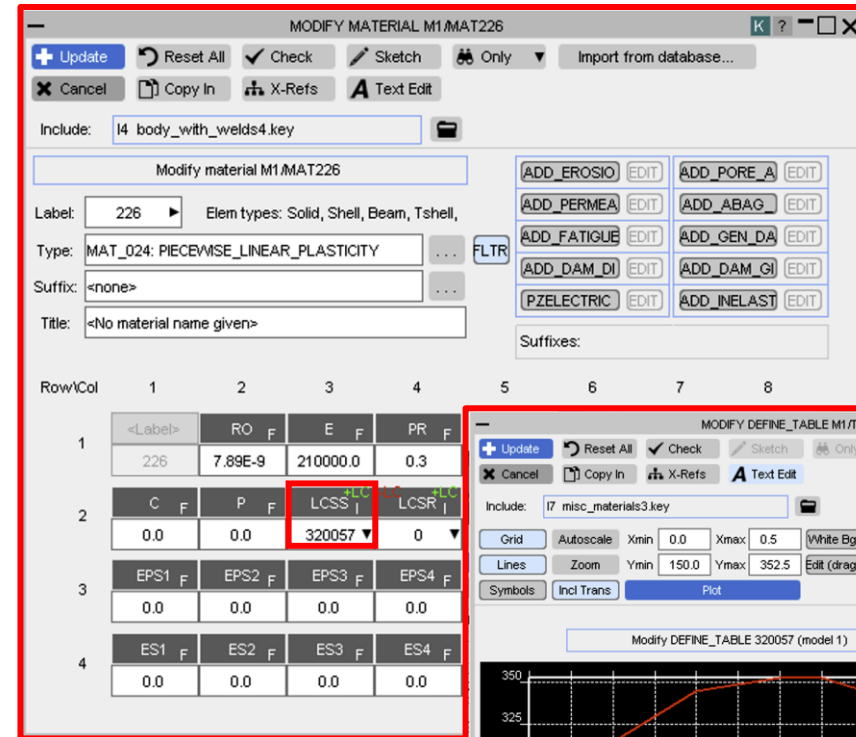 MODIFY MATERIAL M1/MAT226 K ?
Update Reset All Check Sketch Only Import from database...
Cancel Copy In X-Refs Text Edit
Include: I4 body_with_welds4.key
Modify material M1/MAT226
Label: 226 Elem types: Solid, Shell, Beam, Tshell,
Type: MAT_024: PIECEWISE_LINEAR_PLASTICITY ... FLTR
Suffix: <none> ...
Title: <No material name given>
ADD_EROSIO EDIT ADD_PORE_A EDIT
ADD_PERMEA EDIT ADD_ABAG_ EDIT
ADD_FATIGUE EDIT ADD_GEN_DA EDIT
ADD_DAM_DI EDIT ADD_DAM_GI EDIT
PZELECTRIC EDIT ADD_INELAST EDIT
Suffixes:
Row\Col 1 2 3 4 5 6 7 8
<Label> RO F E F PR F
1
226 7.89E-9 210000.0 0.3
C F P F LCSS +LC I +LC LCSR +LC I
2
0.0 0.0 320057 0
EPS1 F EPS2 F EPS3 F EPS4 F
3
0.0 0.0 0.0 0.0
ES1 F ES2 F ES3 F ES4 F
4
0.0 0.0 0.0 0.0
MODIFY DEFINE_TABLE M1/T
Update Reset All Check Sketch Only
Cancel Copy In X-Refs Text Edit
Include: I7 misc_materials3.key
Grid Autoscale Xmin 0.0 Xmax 0.5 White Bg
Lines Zoom Ymin 150.0 Ymax 352.5 Edit (drag
Symbols Incl Trans Plot
Modify DEFINE_TABLE 320057 (model 1)
350
325